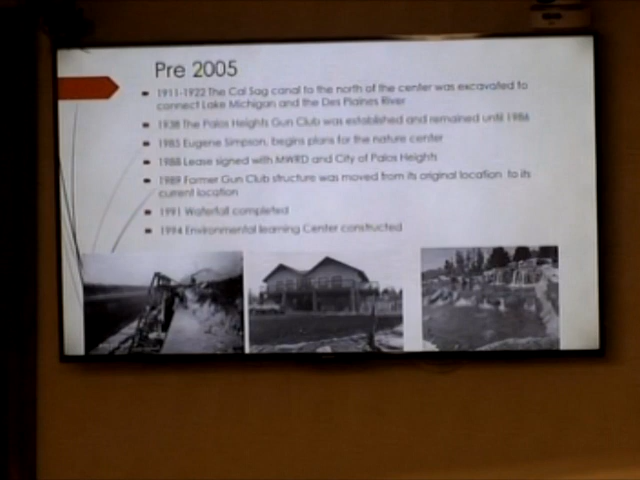 Pre 2005
1911-1922 The Cal Sag canal to the north of the center was excavated to
connect Lake Michigan and the Des Plaines River
1938 The Palos Heights Gun Club was established and remained until 1986
1985 Eugene Simpson, begins plans for the nature center
1988 Lease signed with MWRD and City of Palos Heights
1989 Former Gun Club structure was moved from its original location to its
current location
1991 Waterfall completed
1994 Environmental learning Center constructed